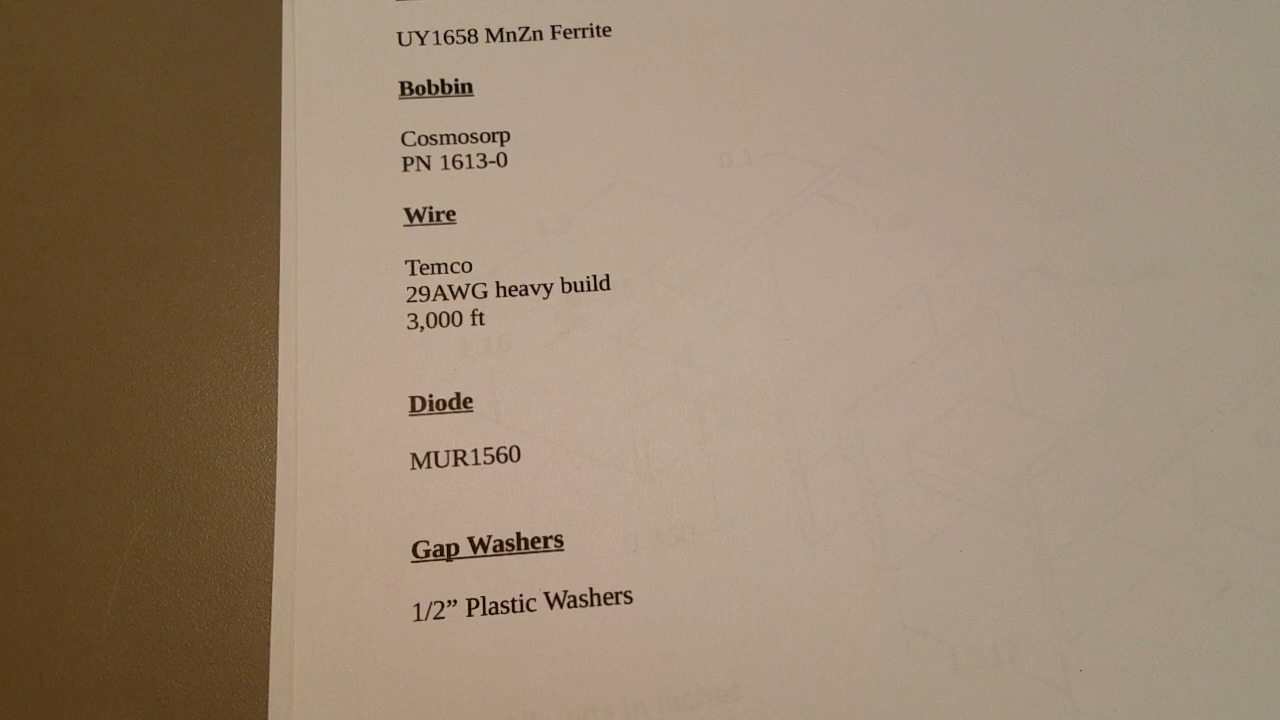 UY1658 MnZn Ferrite
Bobbin
Cosmosorp
PN 1613-0
Wire
Temco
29AWG heavy build
3,000 ft
Diode
MUR1560
Gap Washers
1/2” Plastic Washers